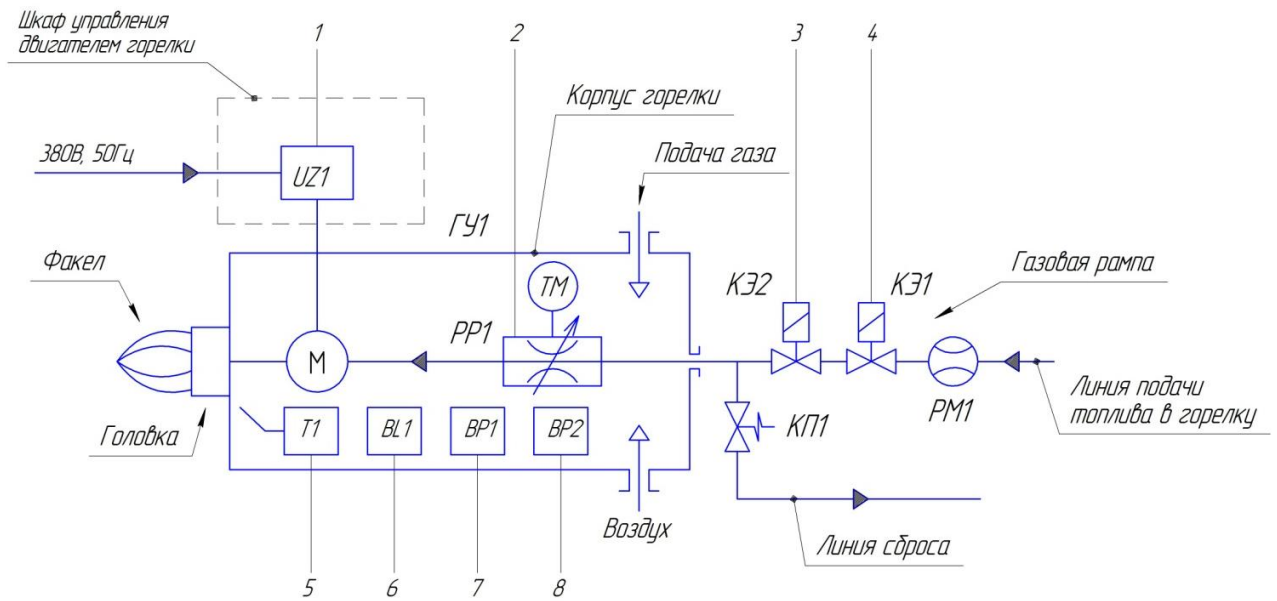 Шкаф управления
двигателем горелки
1
2
3
4
Корпус горелки
380В, 50Гц
UZ1
Подача газа
ГУ1
Факел
ТМ
КЭ2
КЭ1
Газовая рампа
РР1
М
Линия подачи
топлива в горелку
РМ1
КП1
Головка
Т1
BL1
BP1
BP2
Воздух
Линия сброса
5
6
7
8